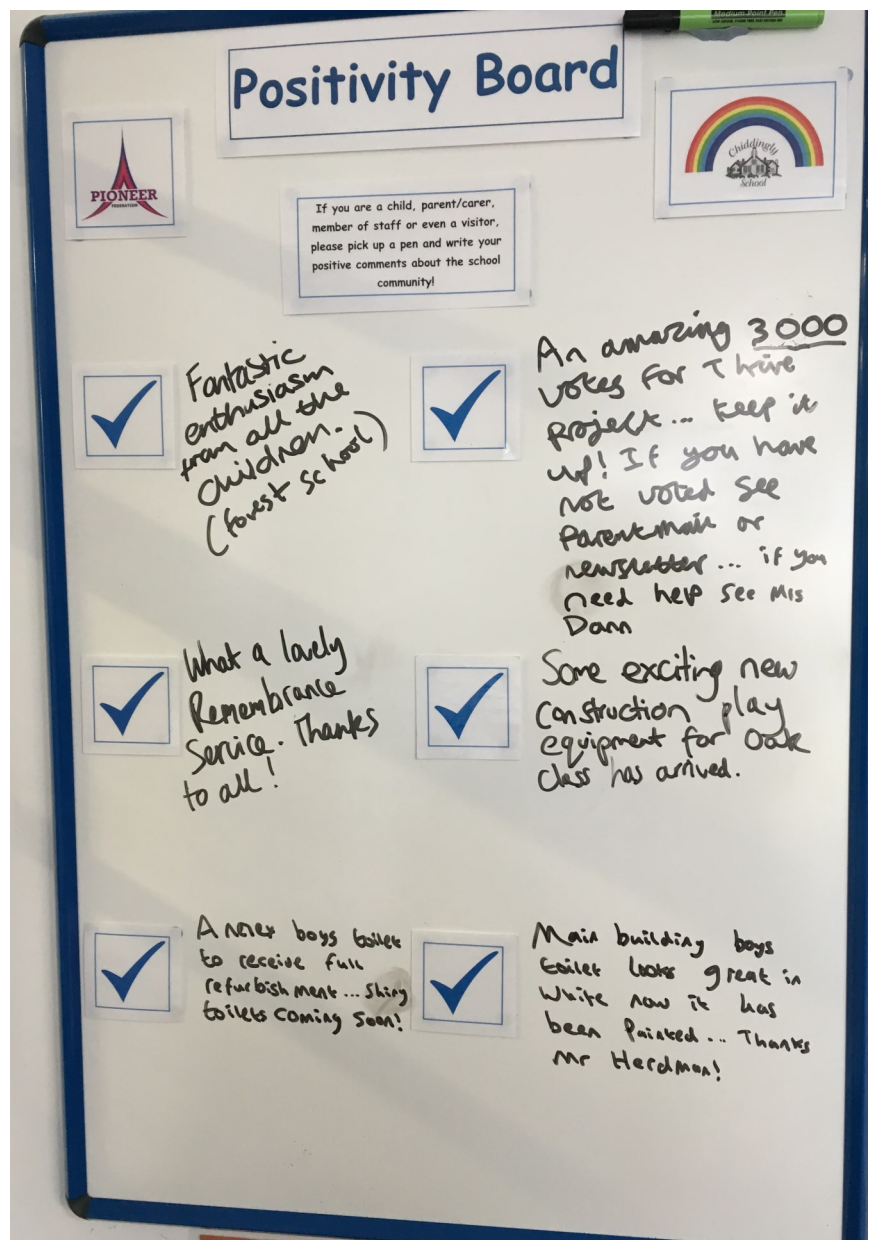 Medium-Point Pen
Positivity Board
PIONEER
FEDERATION
Chiddingly
School
If you are a child, parent/carer,
member of staff or even a visitor,
please pick up a pen and write your
positive comments about the school
community!
Fantastic
enthusiasm
from all the
children.
(forest school)
An amazing 3000
votes for Thrive
project... keep it
up! If you have
not voted see
Parentmail or
newsletter... if you
need help see Mrs
Dann
What a lovely
Remembrance
Service. Thanks
to all!
Some exciting new
construction play
equipment for Oak
class has arrived.
Annex boys toilet
to receive full
refurbishment... Shiny
toilets coming soon!
Main building boys
toilet looks great in
white now it has
been painted... Thanks
Mr Herdman!